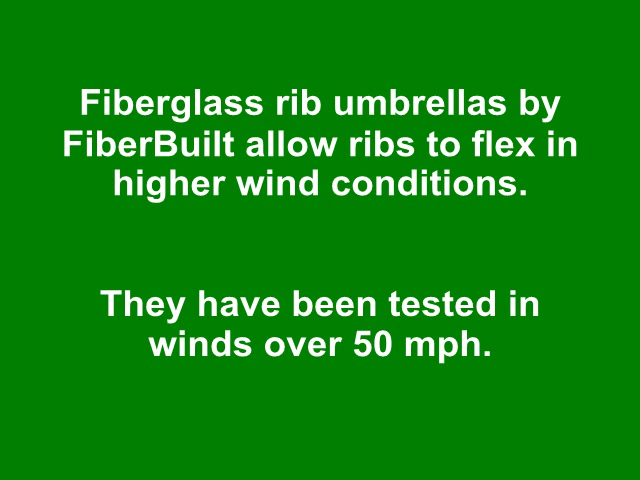 Fiberglass rib umbrellas by
FiberBuilt allow ribs to flex in
higher wind conditions.
They have been tested in
winds over 50 mph.